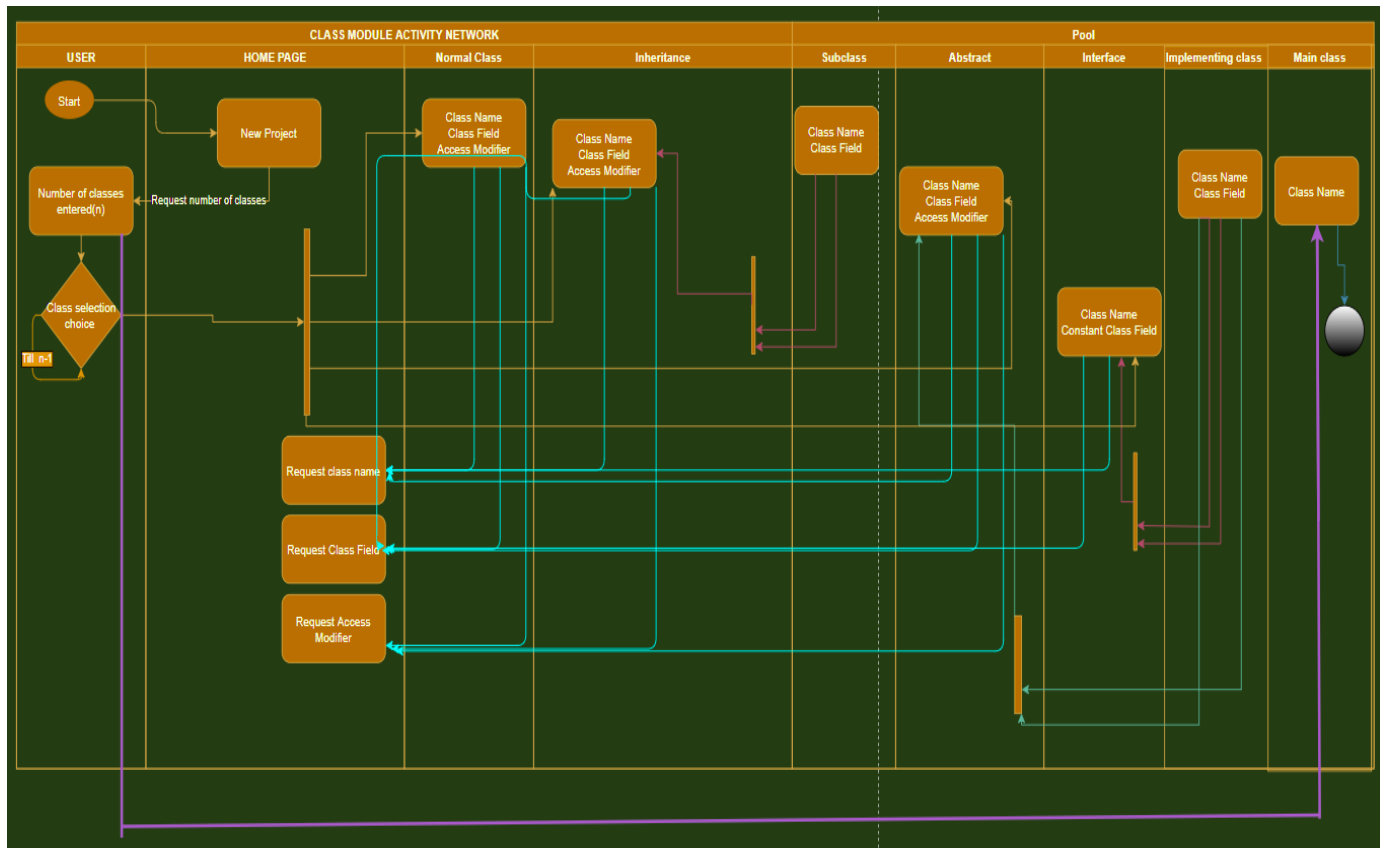 CLASS MODULE ACTIVITY NETWORK
Pool
USER
HOME PAGE
Normal Class
Inheritance
Subclass
Abstract
Interface
Implementing class
Main class
Start
New Project
Class Name
Class Field
Access Modifier
Class Name
Class Field
Access Modifier
Class Name
Class Field
Class Name
Class Field
Access Modifier
Class Name
Class Field
Class Name
Number of classes
entered(n)
Request number of classes
Class selection
choice
Till n-1
Class Name
Constant Class Field
Request class name
Request Class Field
Request Access
Modifier